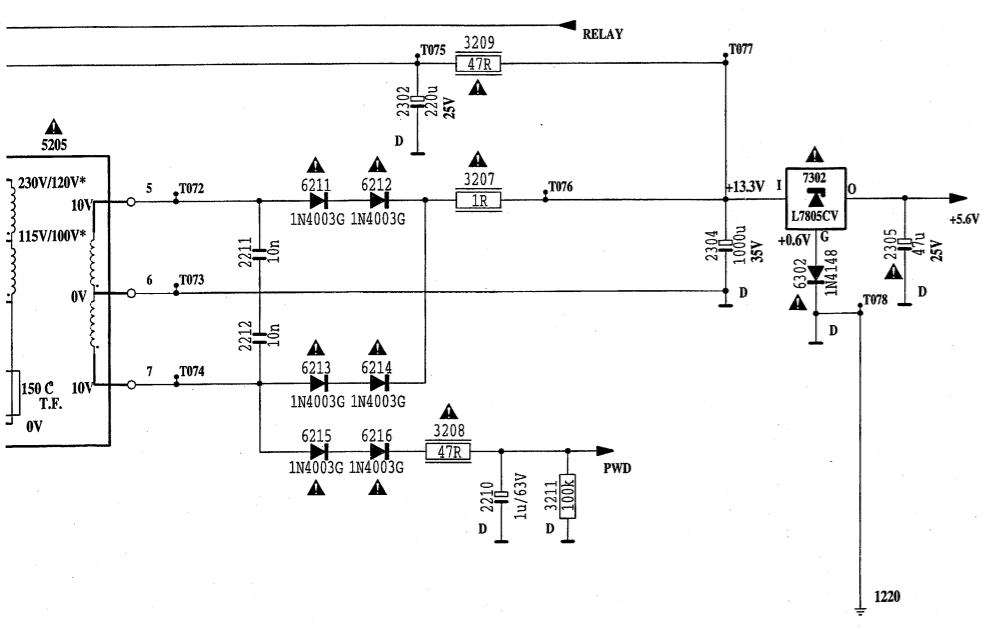 RELAY
T075
3209
47R
T077
2302
220u
25V
D
5205
230V/120V*
10V
115V/100V*
0V
150 C
T.F.
10V
0V
5
T072
6211
1N4003G
6212
1N4003G
3207
1R
T076
+13.3V
I
7302
L7805CV
O
+5.6V
+0.6V
G
2211
10n
2304
1000u
35V
D
6302
1N4148
2305
47u
25V
D
6
T073
T078
D
2212
10n
7
T074
6213
1N4003G
6214
1N4003G
6215
1N4003G
6216
1N4003G
3208
47R
PWD
2210
1u/63V
D
3211
100k
D
1220